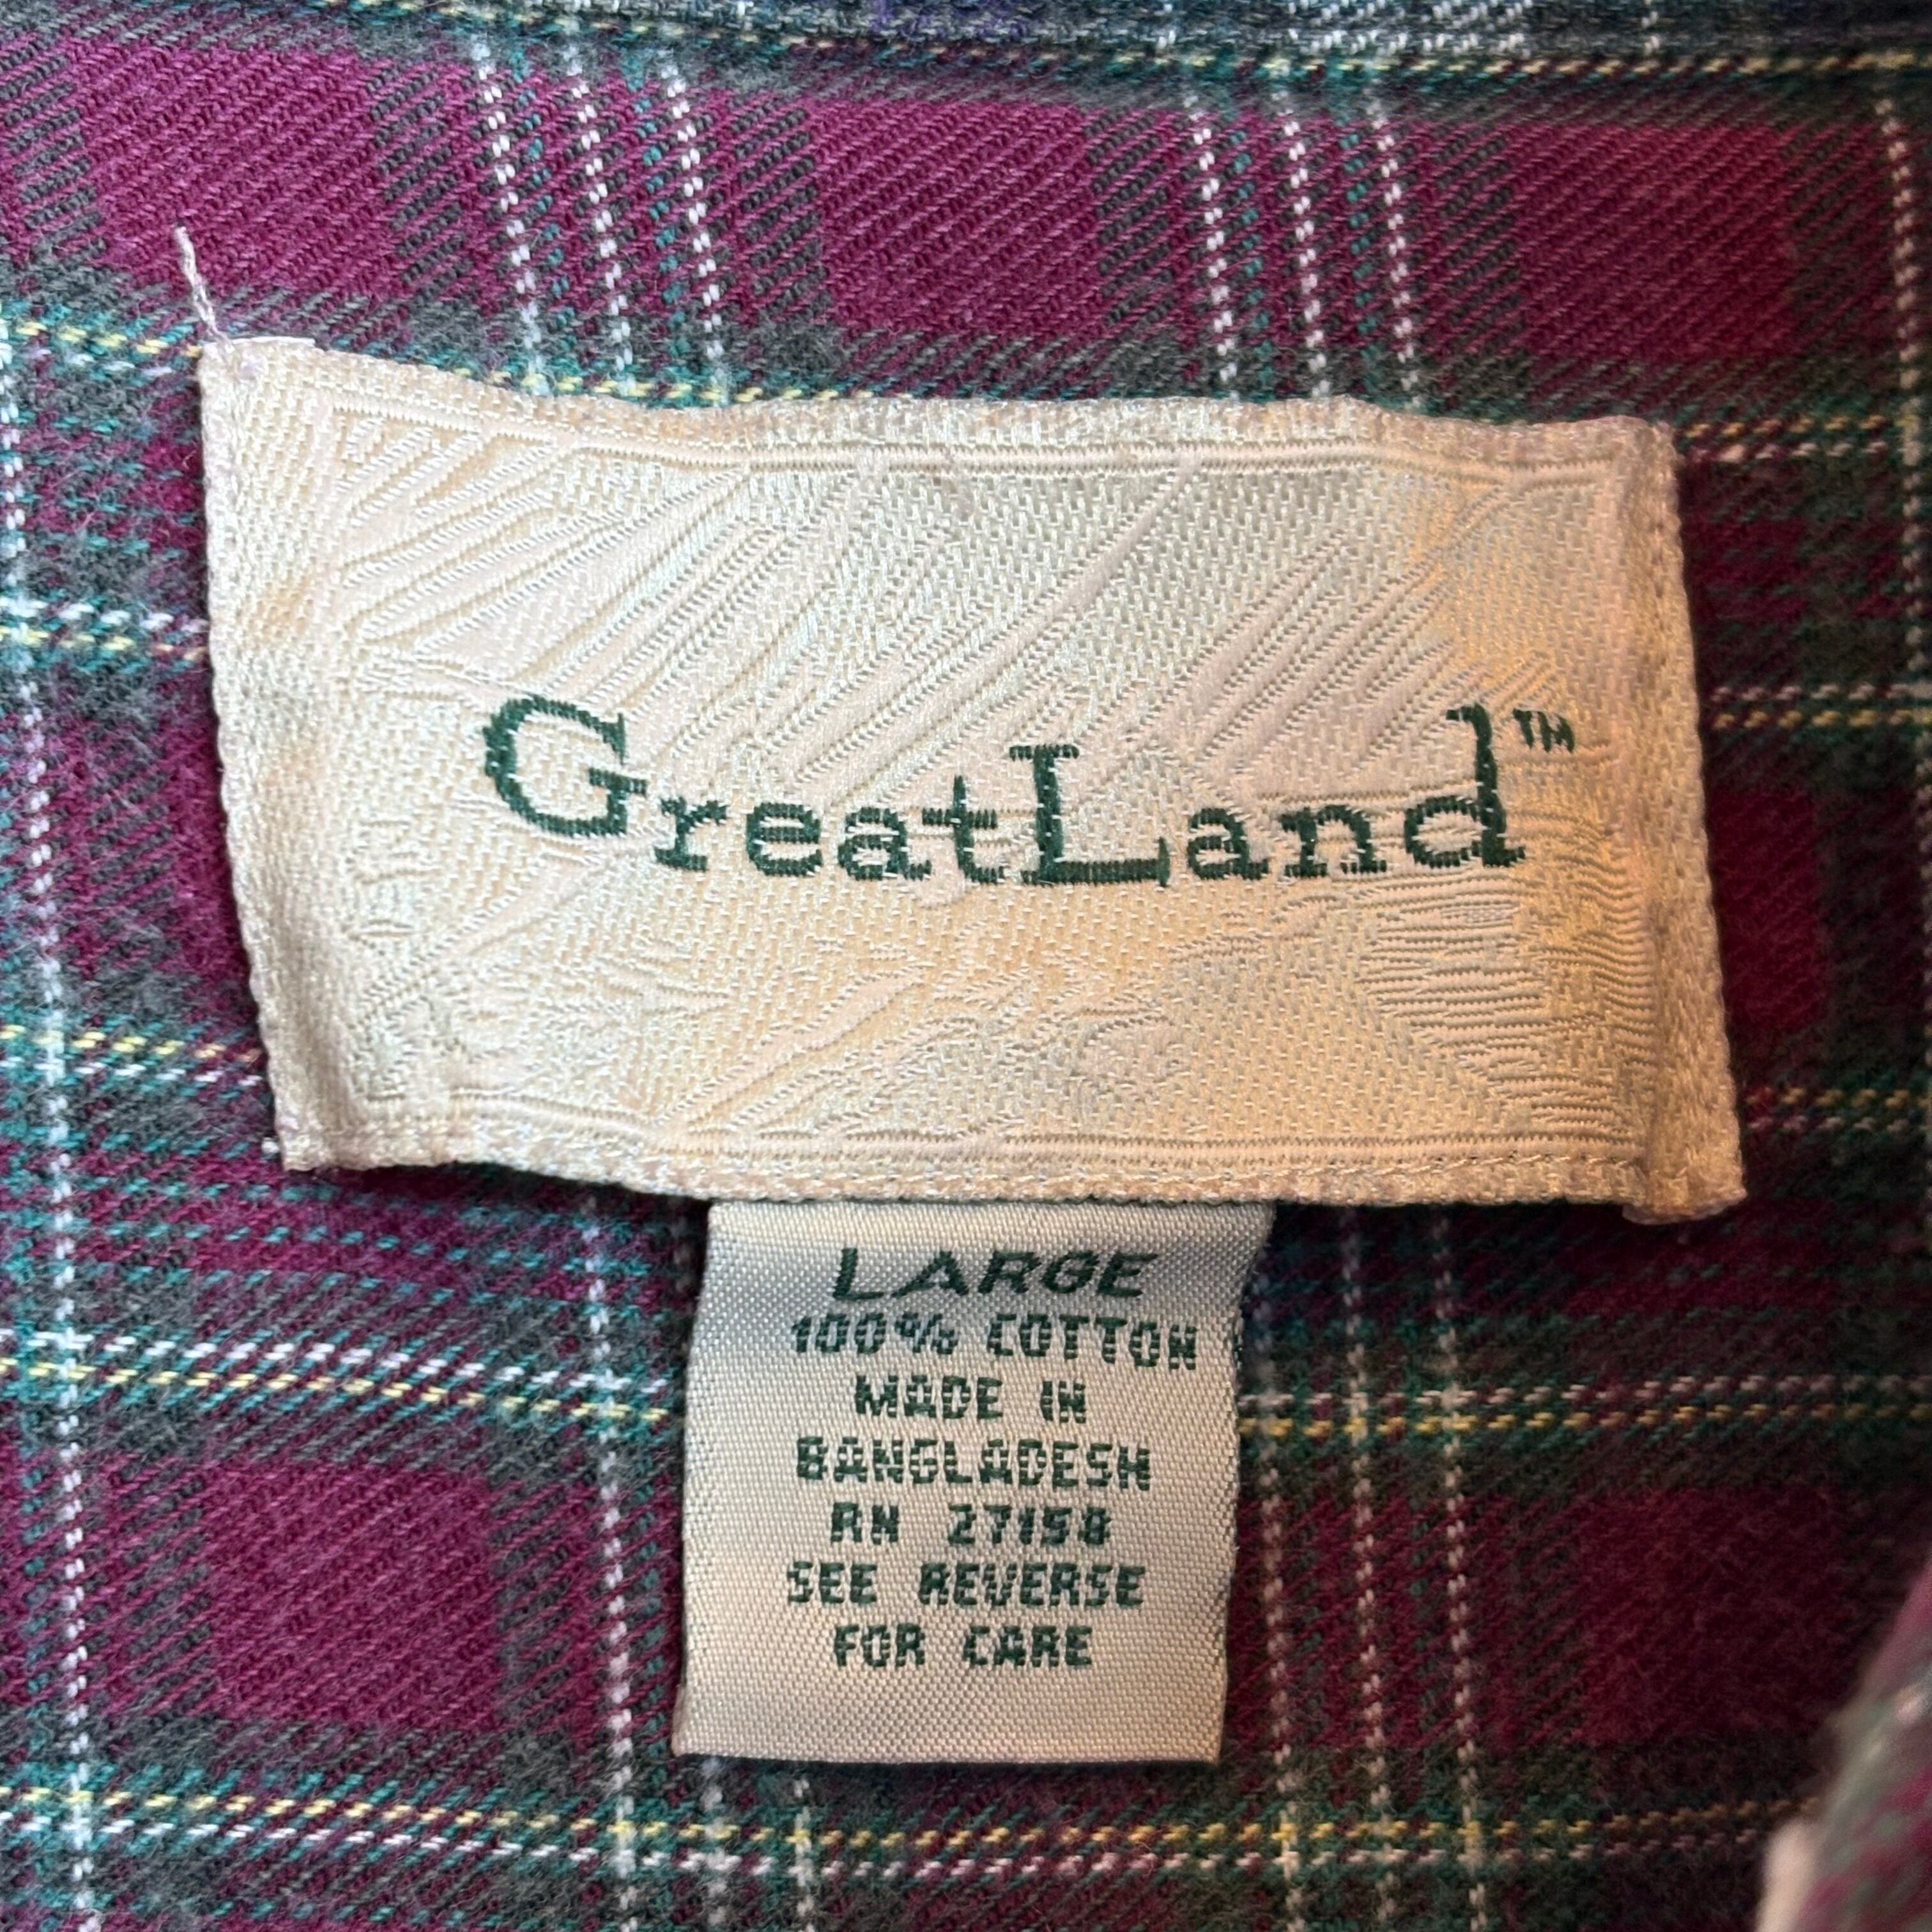 GreatLand™
LARGE
100% COTTON
MADE IN
BANGLADESH
RN 27158
SEE REVERSE
FOR CARE